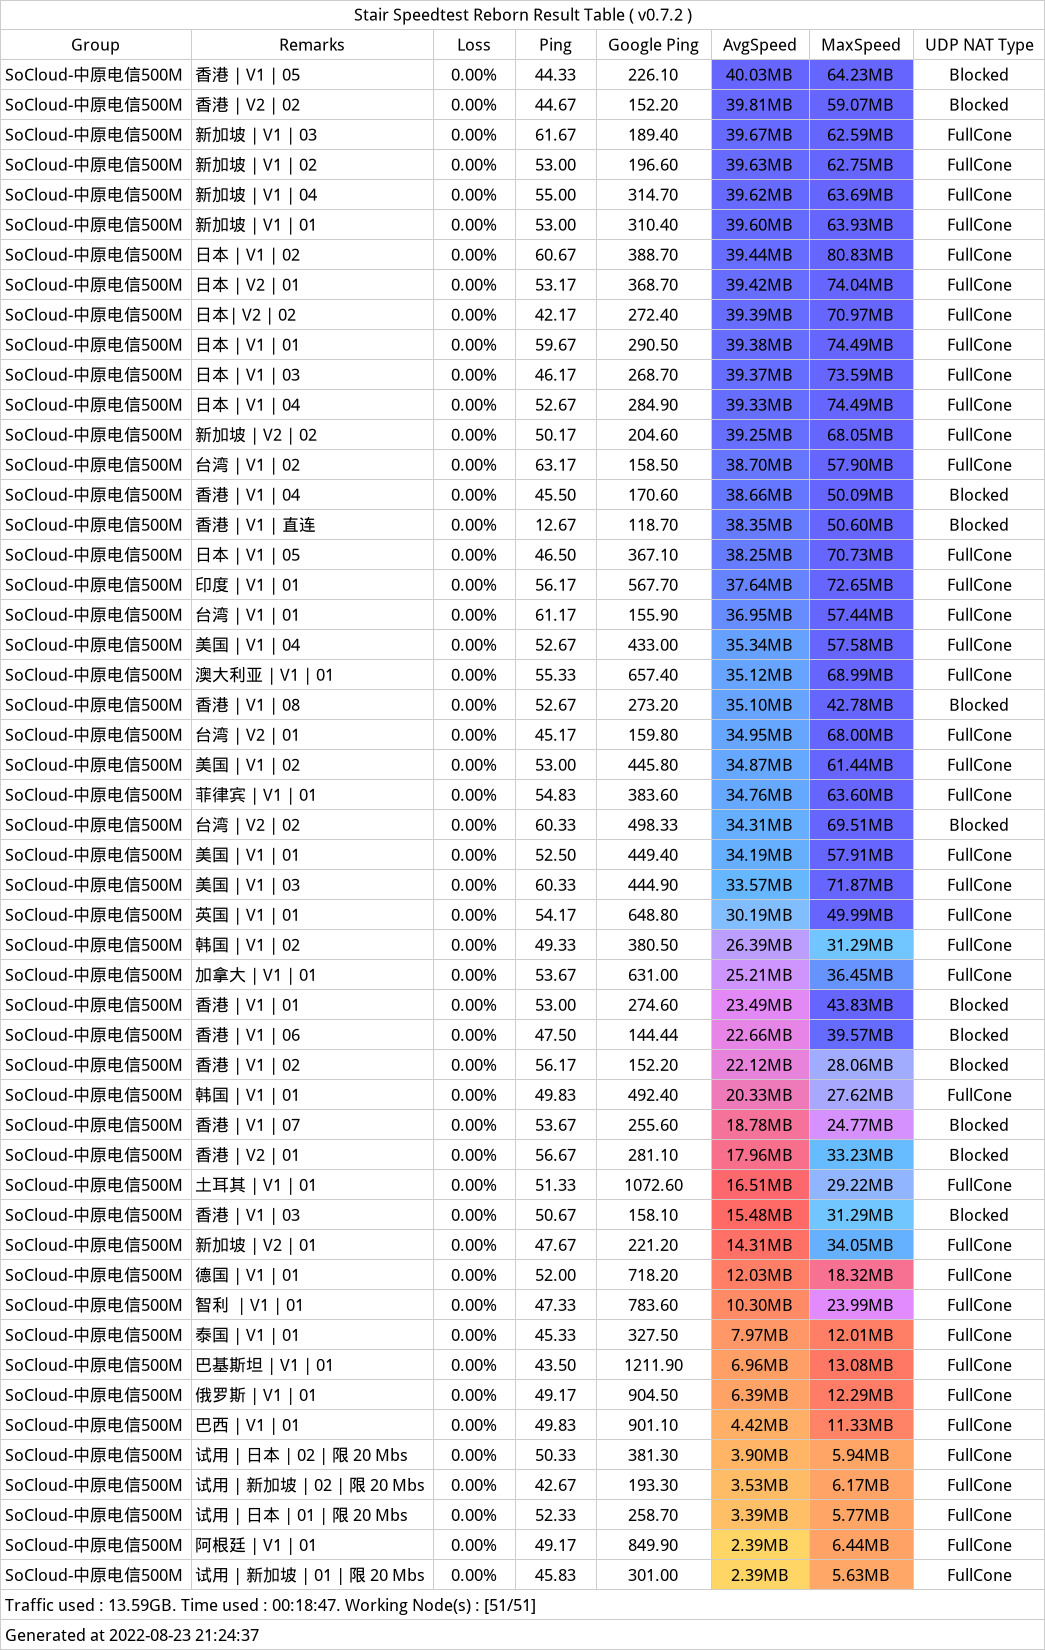 Stair Speedtest Reborn Result Table ( v0.7.2 )
Group Remarks Loss Ping Google Ping AvgSpeed MaxSpeed UDP NAT Type
SoCloud-中原电信500M 香港 | V1 | 05 0.00% 44.33 226.10 40.03MB 64.23MB Blocked
SoCloud-中原电信500M 香港 | V2 | 02 0.00% 44.67 152.20 39.81MB 59.07MB Blocked
SoCloud-中原电信500M 新加坡 | V1 | 03 0.00% 61.67 189.40 39.67MB 62.59MB FullCone
SoCloud-中原电信500M 新加坡 | V1 | 02 0.00% 53.00 196.60 39.63MB 62.75MB FullCone
SoCloud-中原电信500M 新加坡 | V1 | 04 0.00% 55.00 314.70 39.62MB 63.69MB FullCone
SoCloud-中原电信500M 新加坡 | V1 | 01 0.00% 53.00 310.40 39.60MB 63.93MB FullCone
SoCloud-中原电信500M 日本 | V1 | 02 0.00% 60.67 388.70 39.44MB 80.83MB FullCone
SoCloud-中原电信500M 日本 | V2 | 01 0.00% 53.17 368.70 39.42MB 74.04MB FullCone
SoCloud-中原电信500M 日本| V2 | 02 0.00% 42.17 272.40 39.39MB 70.97MB FullCone
SoCloud-中原电信500M 日本 | V1 | 01 0.00% 59.67 290.50 39.38MB 74.49MB FullCone
SoCloud-中原电信500M 日本 | V1 | 03 0.00% 46.17 268.70 39.37MB 73.59MB FullCone
SoCloud-中原电信500M 日本 | V1 | 04 0.00% 52.67 284.90 39.33MB 74.49MB FullCone
SoCloud-中原电信500M 新加坡 | V2 | 02 0.00% 50.17 204.60 39.25MB 68.05MB FullCone
SoCloud-中原电信500M 台湾 | V1 | 02 0.00% 63.17 158.50 38.70MB 57.90MB FullCone
SoCloud-中原电信500M 香港 | V1 | 04 0.00% 45.50 170.60 38.66MB 50.09MB Blocked
SoCloud-中原电信500M 香港 | V1 | 直连 0.00% 12.67 118.70 38.35MB 50.60MB Blocked
SoCloud-中原电信500M 日本 | V1 | 05 0.00% 46.50 367.10 38.25MB 70.73MB FullCone
SoCloud-中原电信500M 印度 | V1 | 01 0.00% 56.17 567.70 37.64MB 72.65MB FullCone
SoCloud-中原电信500M 台湾 | V1 | 01 0.00% 61.17 155.90 36.95MB 57.44MB FullCone
SoCloud-中原电信500M 美国 | V1 | 04 0.00% 52.67 433.00 35.34MB 57.58MB FullCone
SoCloud-中原电信500M 澳大利亚 | V1 | 01 0.00% 55.33 657.40 35.12MB 68.99MB FullCone
SoCloud-中原电信500M 香港 | V1 | 08 0.00% 52.67 273.20 35.10MB 42.78MB Blocked
SoCloud-中原电信500M 台湾 | V2 | 01 0.00% 45.17 159.80 34.95MB 68.00MB FullCone
SoCloud-中原电信500M 美国 | V1 | 02 0.00% 53.00 445.80 34.87MB 61.44MB FullCone
SoCloud-中原电信500M 菲律宾 | V1 | 01 0.00% 54.83 383.60 34.76MB 63.60MB FullCone
SoCloud-中原电信500M 台湾 | V2 | 02 0.00% 60.33 498.33 34.31MB 69.51MB Blocked
SoCloud-中原电信500M 美国 | V1 | 01 0.00% 52.50 449.40 34.19MB 57.91MB FullCone
SoCloud-中原电信500M 美国 | V1 | 03 0.00% 60.33 444.90 33.57MB 71.87MB FullCone
SoCloud-中原电信500M 英国 | V1 | 01 0.00% 54.17 648.80 30.19MB 49.99MB FullCone
SoCloud-中原电信500M 韩国 | V1 | 02 0.00% 49.33 380.50 26.39MB 31.29MB FullCone
SoCloud-中原电信500M 加拿大 | V1 | 01 0.00% 53.67 631.00 25.21MB 36.45MB FullCone
SoCloud-中原电信500M 香港 | V1 | 01 0.00% 53.00 274.60 23.49MB 43.83MB Blocked
SoCloud-中原电信500M 香港 | V1 | 06 0.00% 47.50 144.44 22.66MB 39.57MB Blocked
SoCloud-中原电信500M 香港 | V1 | 02 0.00% 56.17 152.20 22.12MB 28.06MB Blocked
SoCloud-中原电信500M 韩国 | V1 | 01 0.00% 49.83 492.40 20.33MB 27.62MB FullCone
SoCloud-中原电信500M 香港 | V1 | 07 0.00% 53.67 255.60 18.78MB 24.77MB Blocked
SoCloud-中原电信500M 香港 | V2 | 01 0.00% 56.67 281.10 17.96MB 33.23MB Blocked
SoCloud-中原电信500M 土耳其 | V1 | 01 0.00% 51.33 1072.60 16.51MB 29.22MB FullCone
SoCloud-中原电信500M 香港 | V1 | 03 0.00% 50.67 158.10 15.48MB 31.29MB Blocked
SoCloud-中原电信500M 新加坡 | V2 | 01 0.00% 47.67 221.20 14.31MB 34.05MB FullCone
SoCloud-中原电信500M 德国 | V1 | 01 0.00% 52.00 718.20 12.03MB 18.32MB FullCone
SoCloud-中原电信500M 智利  | V1 | 01 0.00% 47.33 783.60 10.30MB 23.99MB FullCone
SoCloud-中原电信500M 泰国 | V1 | 01 0.00% 45.33 327.50 7.97MB 12.01MB FullCone
SoCloud-中原电信500M 巴基斯坦 | V1 | 01 0.00% 43.50 1211.90 6.96MB 13.08MB FullCone
SoCloud-中原电信500M 俄罗斯 | V1 | 01 0.00% 49.17 904.50 6.39MB 12.29MB FullCone
SoCloud-中原电信500M 巴西 | V1 | 01 0.00% 49.83 901.10 4.42MB 11.33MB FullCone
SoCloud-中原电信500M 试用 | 日本 | 02 | 限 20 Mbs 0.00% 50.33 381.30 3.90MB 5.94MB FullCone
SoCloud-中原电信500M 试用 | 新加坡 | 02 | 限 20 Mbs 0.00% 42.67 193.30 3.53MB 6.17MB FullCone
SoCloud-中原电信500M 试用 | 日本 | 01 | 限 20 Mbs 0.00% 52.33 258.70 3.39MB 5.77MB FullCone
SoCloud-中原电信500M 阿根廷 | V1 | 01 0.00% 49.17 849.90 2.39MB 6.44MB FullCone
SoCloud-中原电信500M 试用 | 新加坡 | 01 | 限 20 Mbs 0.00% 45.83 301.00 2.39MB 5.63MB FullCone
Traffic used : 13.59GB. Time used : 00:18:47. Working Node(s) : [51/51]
Generated at 2022-08-23 21:24:37